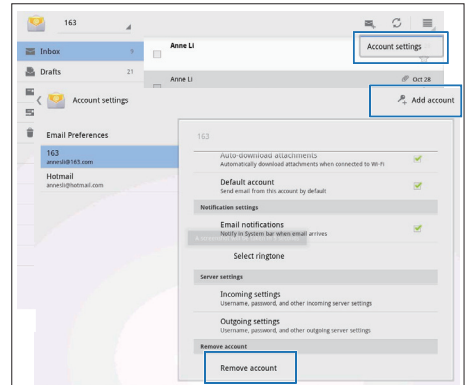 163
Inbox 9
Anne Li
Account settings
Drafts 21
Anne Li
Oct 28
Account settings
Add account
Email Preferences
163
163
annesli@163.com
Auto-download attachments
Automatically download attachments when connected to Wi-Fi
Hotmail
annesli@hotmail.com
Default account
Send email from this account by default
Notification settings
Email notifications
Notify in System bar when email arrives
Select ringtone
Server settings
Incoming settings
Username, password, and other incoming server settings
Outgoing settings
Username, password, and other outgoing server settings
Remove account
Remove account